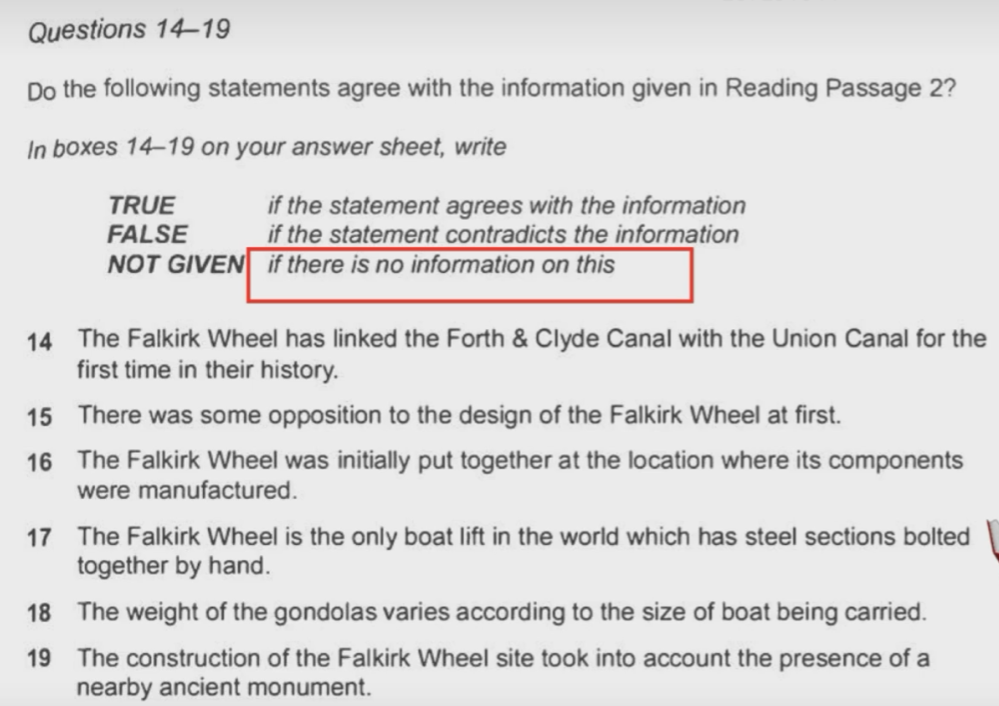 Questions 14–19
Do the following statements agree with the information given in Reading Passage 2?
In boxes 14–19 on your answer sheet, write
TRUE if the statement agrees with the information
FALSE if the statement contradicts the information
NOT GIVEN if there is no information on this
14 The Falkirk Wheel has linked the Forth & Clyde Canal with the Union Canal for the
first time in their history.
15 There was some opposition to the design of the Falkirk Wheel at first.
16 The Falkirk Wheel was initially put together at the location where its components
were manufactured.
17 The Falkirk Wheel is the only boat lift in the world which has steel sections bolted
together by hand.
18 The weight of the gondolas varies according to the size of boat being carried.
19 The construction of the Falkirk Wheel site took into account the presence of a
nearby ancient monument.